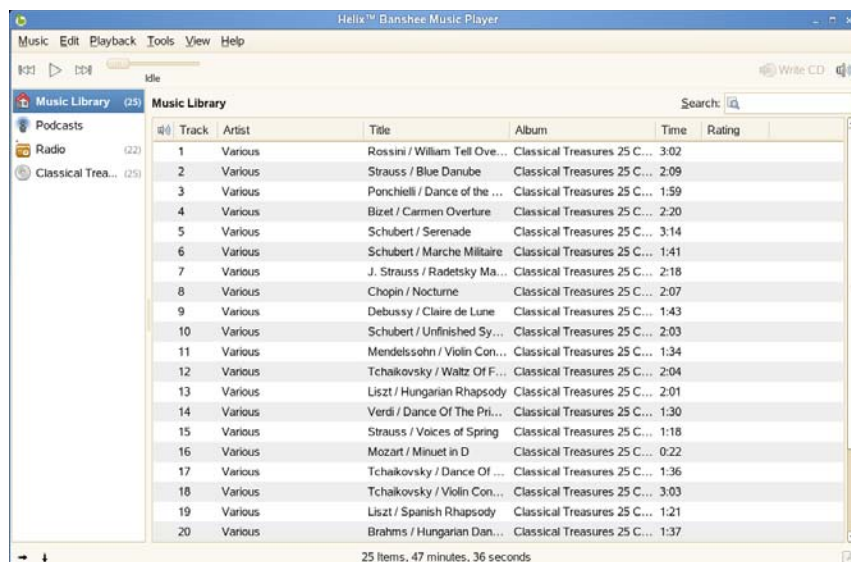 Helix™ Banshee Music Player
Music Edit Playback Tools View Help
Idle
Write CD
Music Library (25)
Podcasts
Radio (22)
Classical Trea... (25)
Music Library
Search:
Track Artist Title Album Time Rating
1 Various Rossini / William Tell Ove... Classical Treasures 25 C... 3:02
2 Various Strauss / Blue Danube Classical Treasures 25 C... 2:09
3 Various Ponchielli / Dance of the ... Classical Treasures 25 C... 1:59
4 Various Bizet / Carmen Overture Classical Treasures 25 C... 2:20
5 Various Schubert / Serenade Classical Treasures 25 C... 3:14
6 Various Schubert / Marche Militaire Classical Treasures 25 C... 1:41
7 Various J. Strauss / Radetsky Ma... Classical Treasures 25 C... 2:18
8 Various Chopin / Nocturne Classical Treasures 25 C... 2:07
9 Various Debussy / Claire de Lune Classical Treasures 25 C... 1:43
10 Various Schubert / Unfinished Sy... Classical Treasures 25 C... 2:03
11 Various Mendelssohn / Violin Con... Classical Treasures 25 C... 1:34
12 Various Tchaikovsky / Waltz Of F... Classical Treasures 25 C... 2:04
13 Various Liszt / Hungarian Rhapsody Classical Treasures 25 C... 2:01
14 Various Verdi / Dance Of The Pri... Classical Treasures 25 C... 1:30
15 Various Strauss / Voices of Spring Classical Treasures 25 C... 1:18
16 Various Mozart / Minuet in D Classical Treasures 25 C... 0:22
17 Various Tchaikovsky / Dance Of ... Classical Treasures 25 C... 1:36
18 Various Tchaikovsky / Violin Con... Classical Treasures 25 C... 3:03
19 Various Liszt / Spanish Rhapsody Classical Treasures 25 C... 1:21
20 Various Brahms / Hungarian Dan... Classical Treasures 25 C... 1:37
25 Items, 47 minutes, 36 seconds